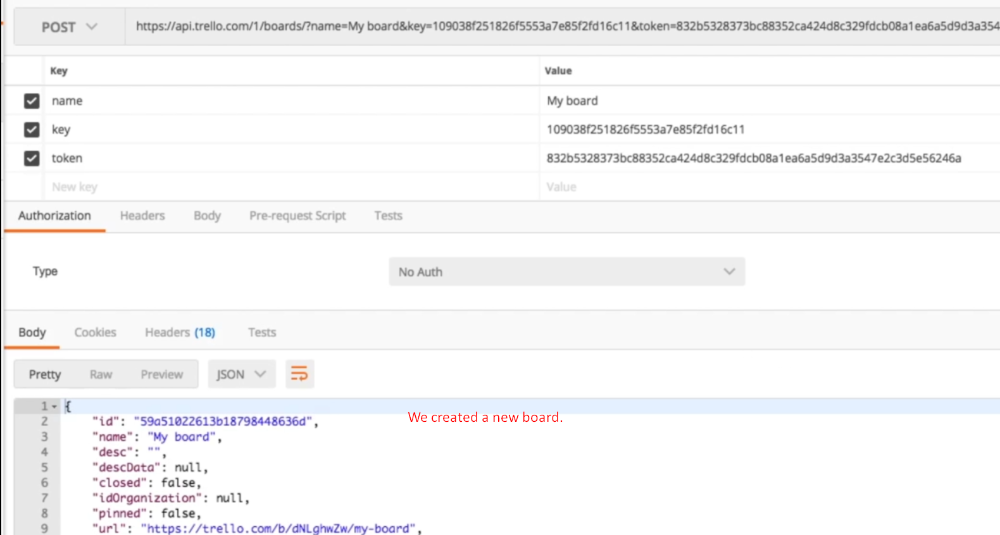 POST https://api.trello.com/1/boards/?name=My board&key=109038f251826f5553a7e85f2fd16c11&token=832b5328373bc88352ca424d8c329fdcb08a1ea6a5d9d3a354
Key Value
name My board
key 109038f251826f5553a7e85f2fd16c11
token 832b5328373bc88352ca424d8c329fdcb08a1ea6a5d9d3a3547e2c3d5e56246a
New key Value
Authorization Headers Body Pre-request Script Tests
Type No Auth
Body Cookies Headers (18) Tests
Pretty Raw Preview JSON
1 {
We created a new board.
2 "id": "59a51022613b18798448636d",
3 "name": "My board",
4 "desc": "",
5 "descData": null,
6 "closed": false,
7 "idOrganization": null,
8 "pinned": false,
9 "url": "https://trello.com/b/dNLghwZw/my-board",